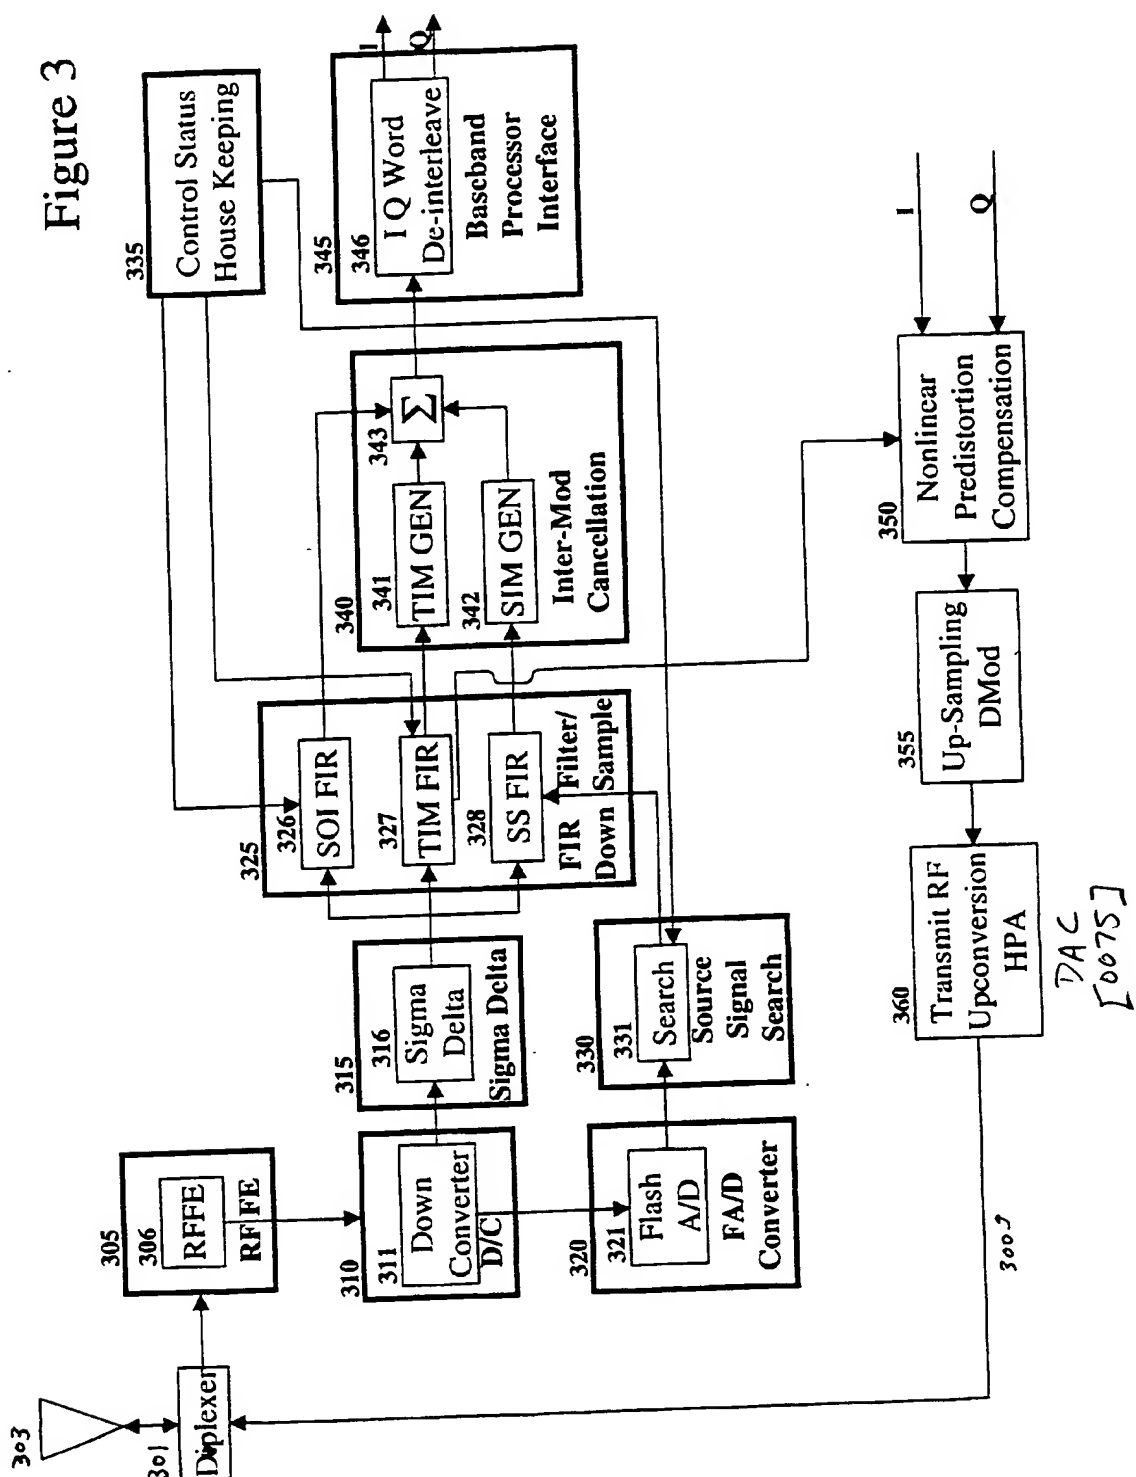 Figure 3
303
301
Diplexer
305
306
RFFE
RF FE
310
311
Down
Converter
D/C
315
316
Sigma
Delta
Sigma Delta
320
321
Flash
A/D
FA/D
Converter
325
326
SOI FIR
327
TIM FIR
328
SS FIR
FIR Filter/
Down Sample
330
331
Search
Source
Signal
Search
335
Control Status
House Keeping
340
341
TIM GEN
342
SIM GEN
343
Σ
Inter-Mod
Cancellation
345
346
I Q Word
De-interleave
Baseband
Processor
Interface
I
Q
I
Q
350
Nonlinear
Predistortion
Compensation
355
Up-Sampling
DMod
360
Transmit RF
Upconversion
HPA
DAC
[0075]